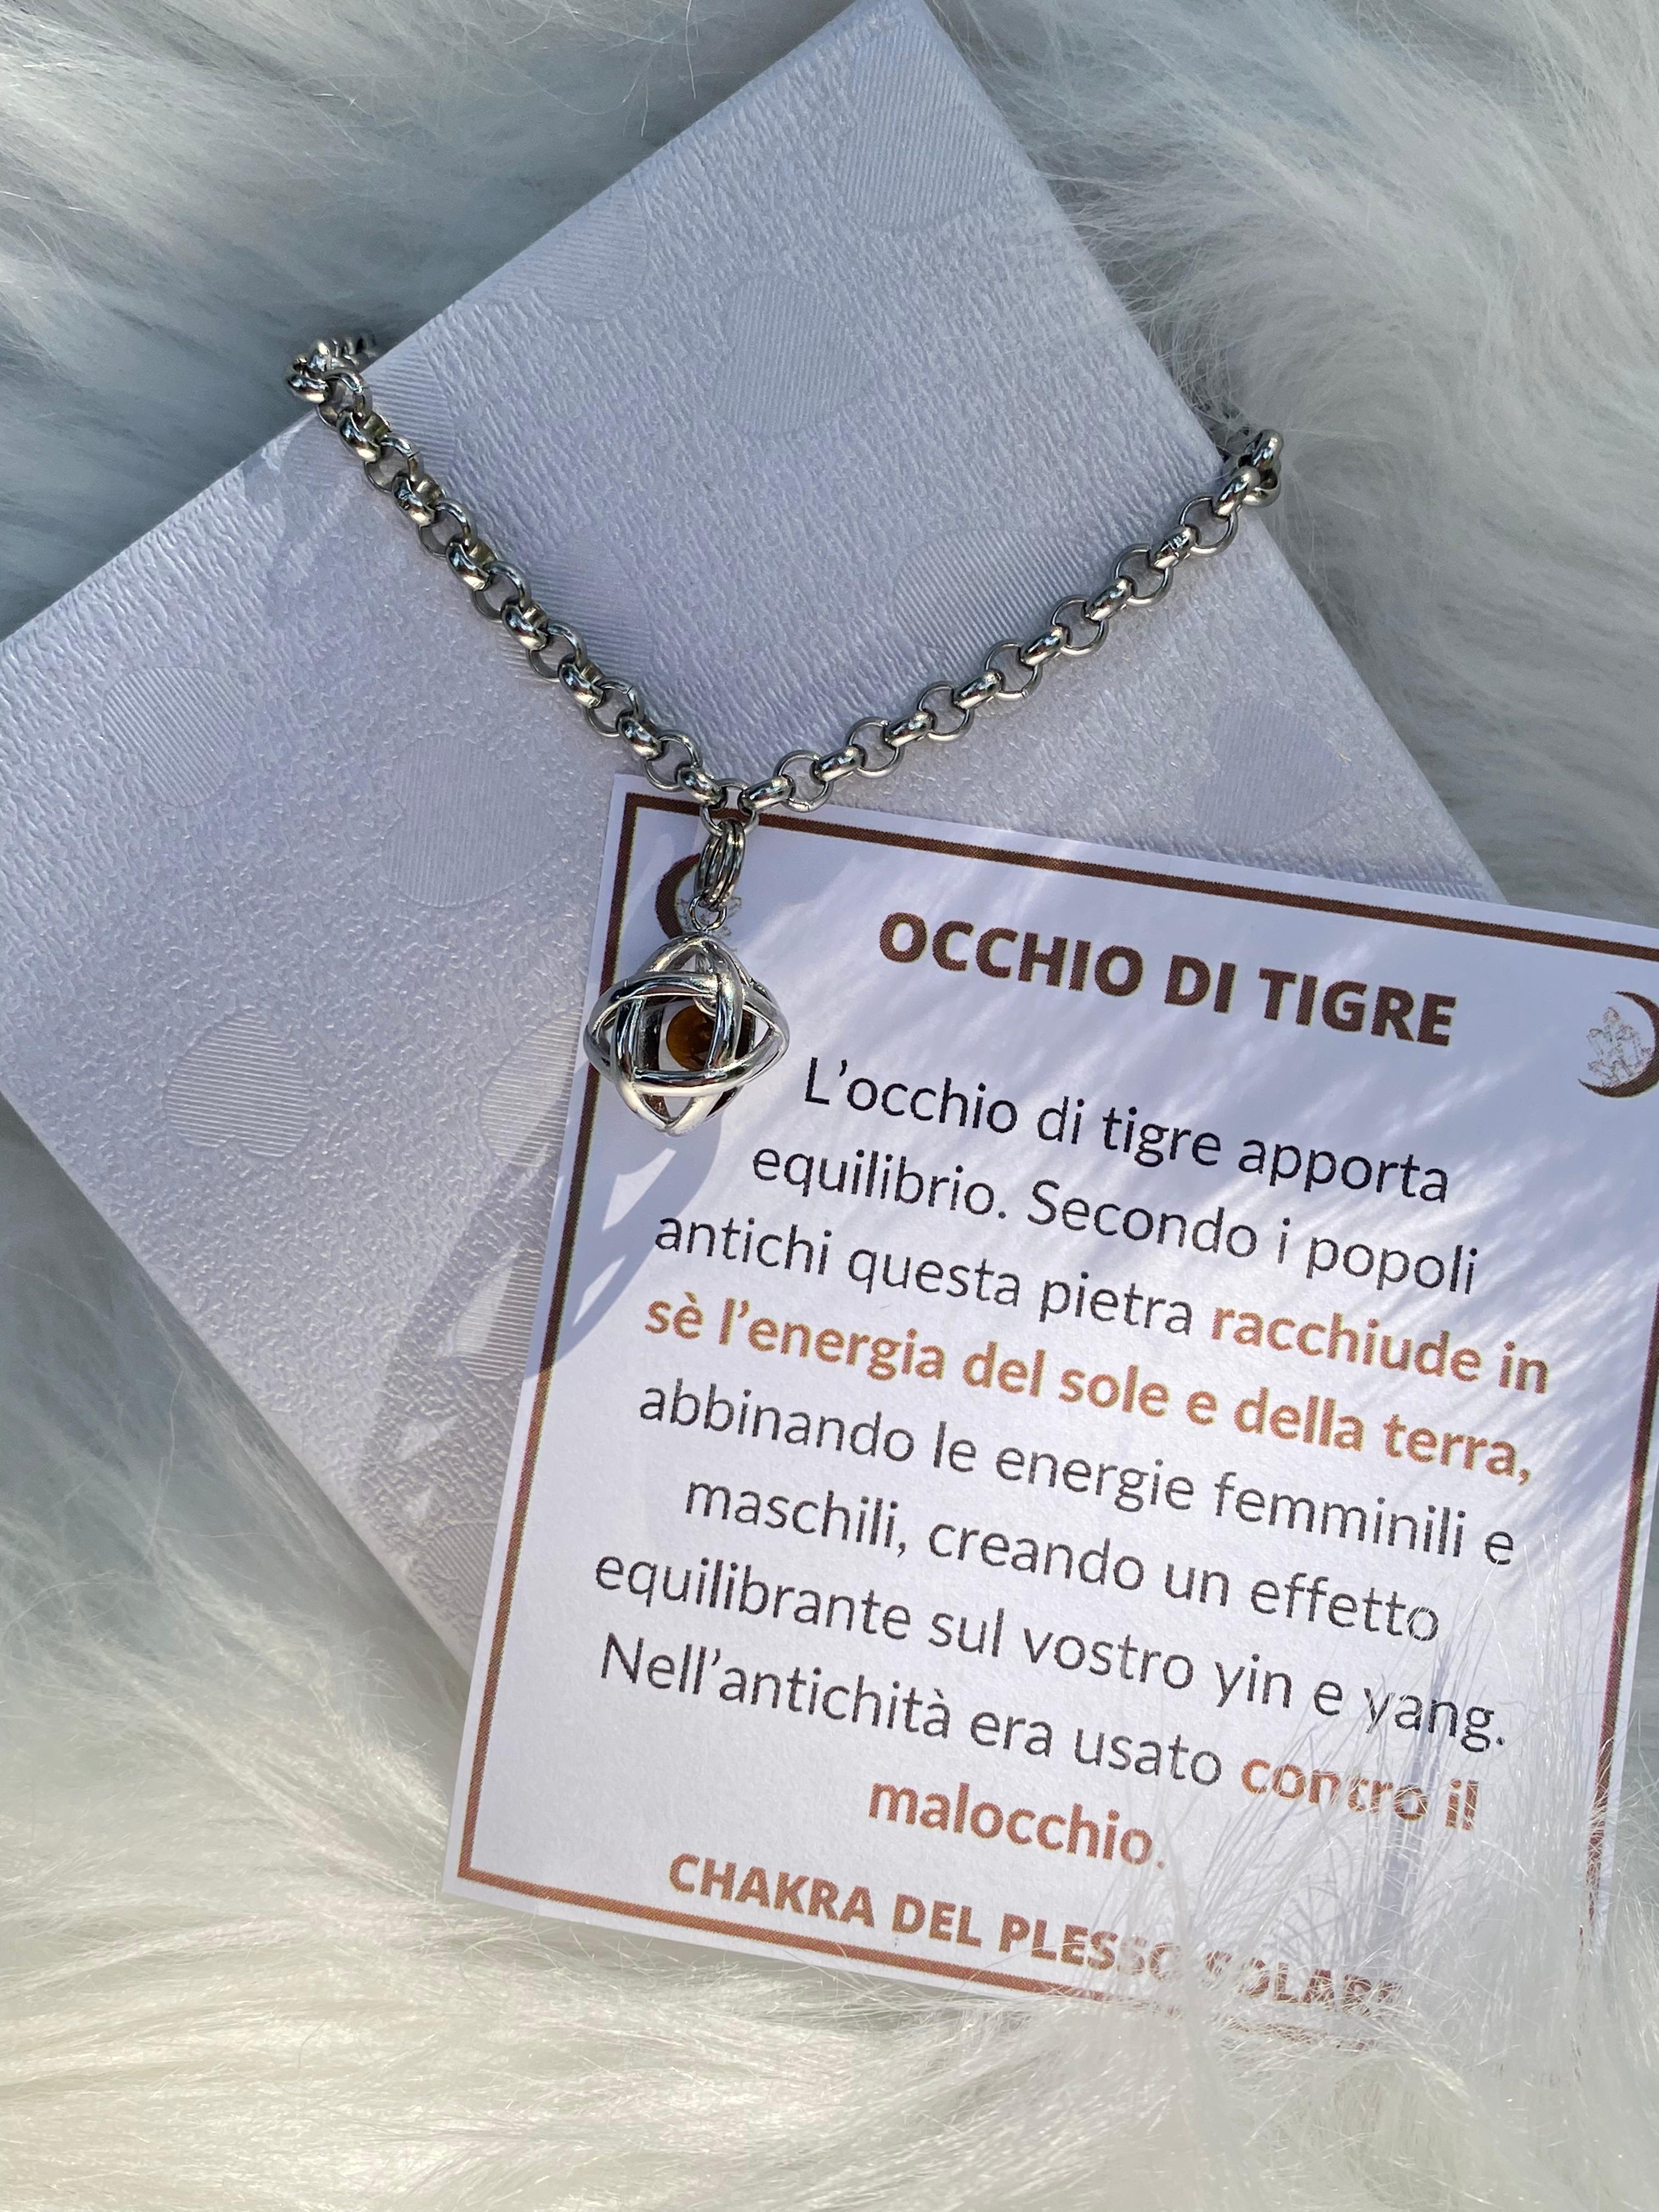 OCCHIO DI TIGRE
L'occhio di tigre apporta
equilibrio. Secondo i popoli
antichi questa pietra racchiude in
sè l'energia del sole e della terra,
abbinando le energie femminili e
maschili, creando un effetto
equilibrante sul vostro yin e yang.
Nell'antichità era usato contro il
malocchio.
CHAKRA DEL PLESSO SOLARE